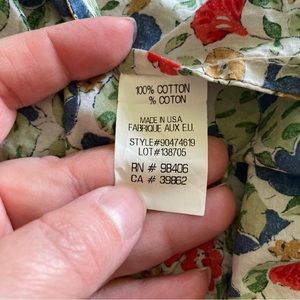 100% COTTON
% COTON
MADE IN USA
FABRIQUE AUX E.U.
STYLE#90474619
LOT#138705
RN # 98406
CA # 39862